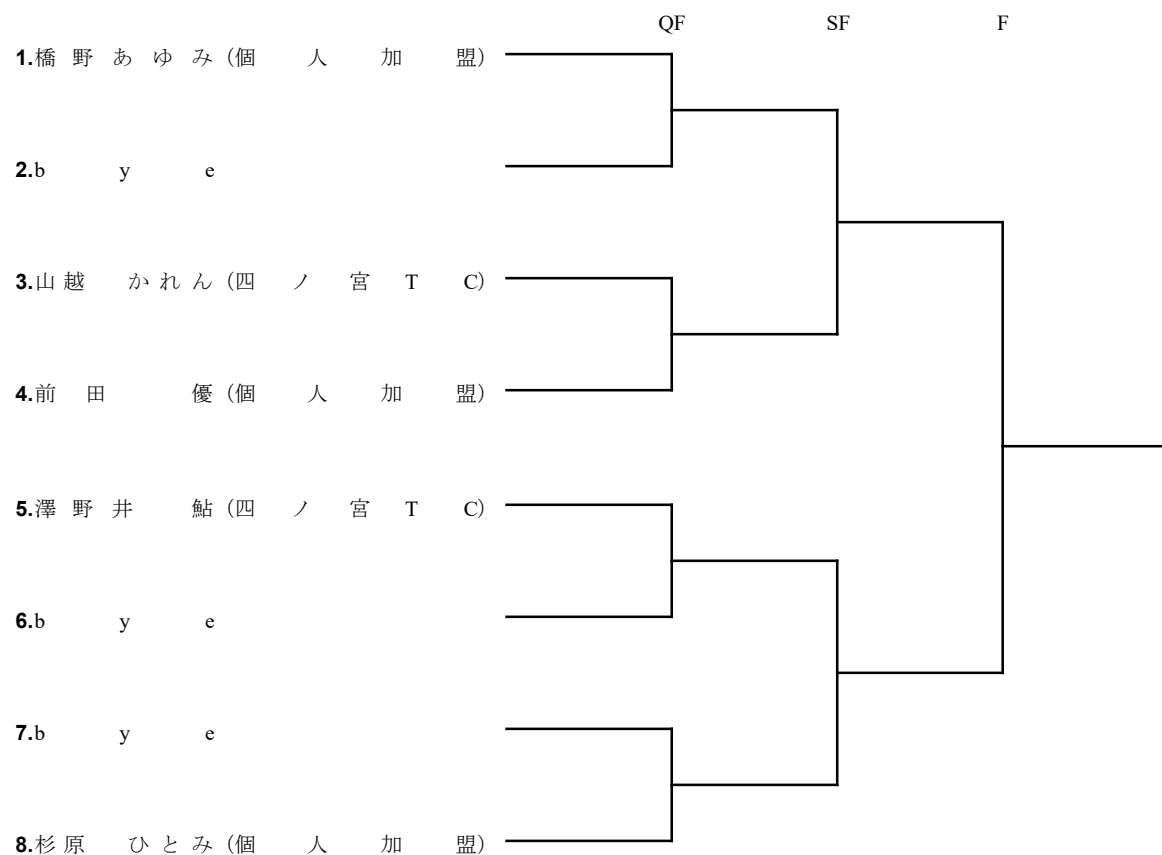 QF SF F
1.橋野あゆみ(個人加盟)
2.bye
3.山越 かれん(四ノ宮TC)
4.前田 優(個人加盟)
5.澤野井 鮎(四ノ宮TC)
6.bye
7.bye
8.杉原 ひとみ(個人加盟)